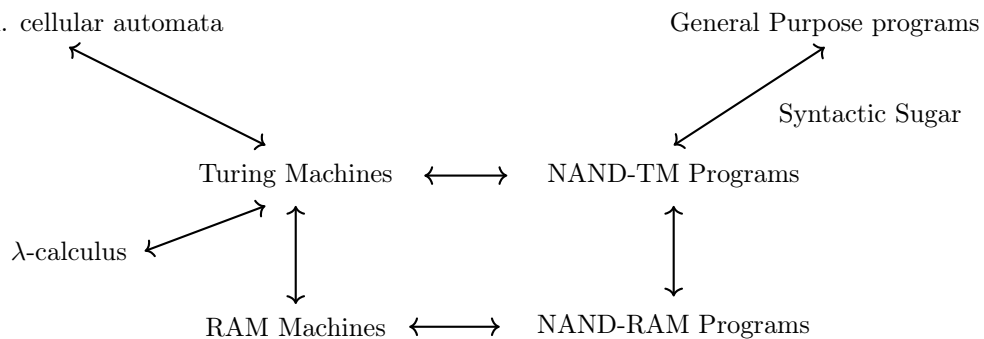 cellular automata
General Purpose programs
Syntactic Sugar
Turing Machines
NAND-TM Programs
λ-calculus
RAM Machines
NAND-RAM Programs